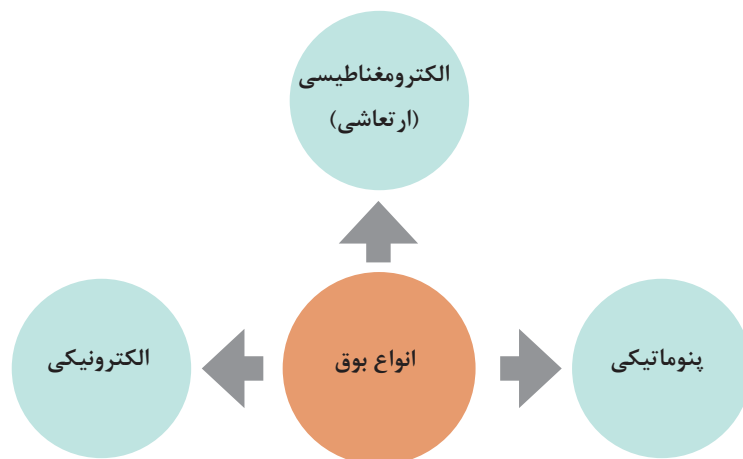 الکترومغناطیسی
(ارتعاشی)
پنوماتیکی
انواع بوق
الکترونیکی